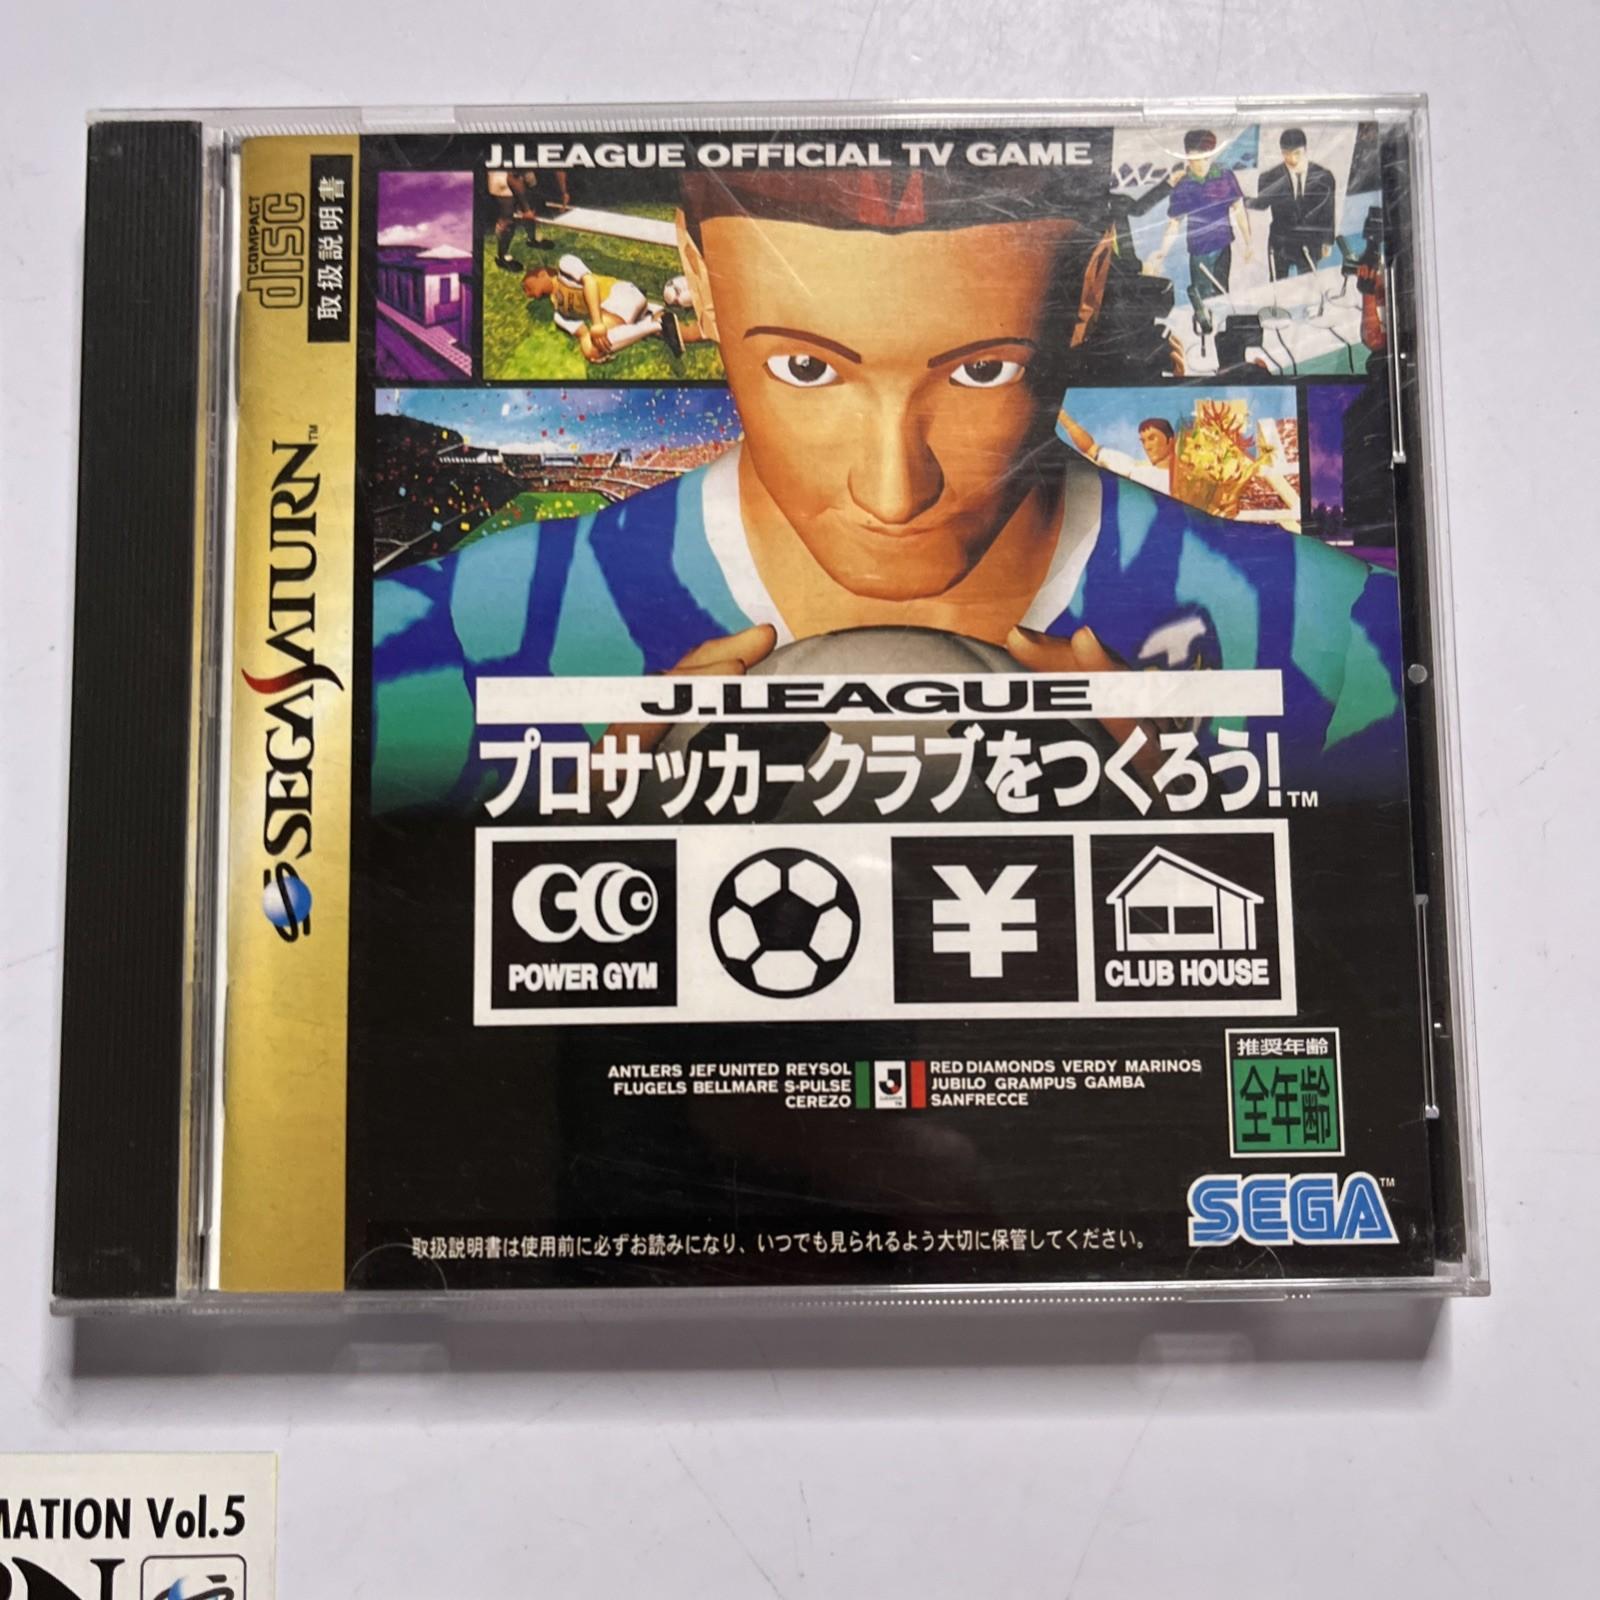 J.LEAGUE OFFICIAL TV GAME
COMPACT
disc
取扱説明書
SEGA SATURN™
J.LEAGUE
プロサッカークラブをつくろう!™
POWER GYM
¥
CLUB HOUSE
ANTLERS JEF UNITED REYSOL
FLUGELS BELLMARE S-PULSE
CEREZO
RED DIAMONDS VERDY MARINOS
JUBILO GRAMPUS GAMBA
SANFRECCE
推奨年齢
全年齢
SEGA™
取扱説明書は使用前に必ずお読みになり、いつでも見られるよう大切に保管してください。
MATION Vol.5